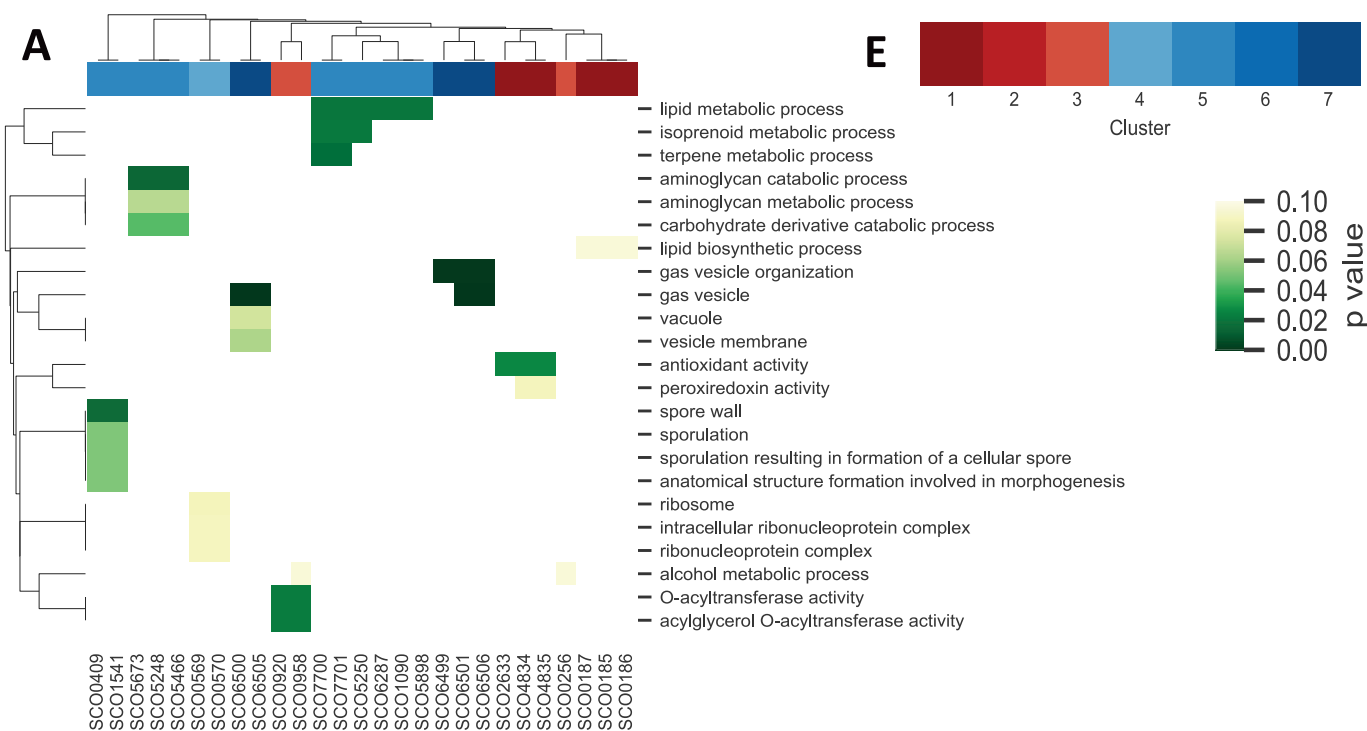 A
E
1 2 3 4 5 6 7
Cluster
lipid metabolic process
isoprenoid metabolic process
terpene metabolic process
aminoglycan catabolic process
aminoglycan metabolic process
carbohydrate derivative catabolic process
lipid biosynthetic process
gas vesicle organization
gas vesicle
vacuole
vesicle membrane
antioxidant activity
peroxiredoxin activity
spore wall
sporulation
sporulation resulting in formation of a cellular spore
anatomical structure formation involved in morphogenesis
ribosome
intracellular ribonucleoprotein complex
ribonucleoprotein complex
alcohol metabolic process
O-acyltransferase activity
acylglycerol O-acyltransferase activity
0.10
0.08
0.06
0.04
0.02
0.00
p value
SCO0409
SCO1541
SCO5673
SCO5248
SCO5466
SCO0569
SCO0570
SCO6500
SCO6505
SCO0920
SCO0958
SCO7700
SCO7701
SCO5250
SCO6287
SCO1090
SCO5898
SCO6499
SCO6501
SCO6506
SCO2633
SCO4834
SCO4835
SCO0256
SCO0187
SCO0185
SCO0186